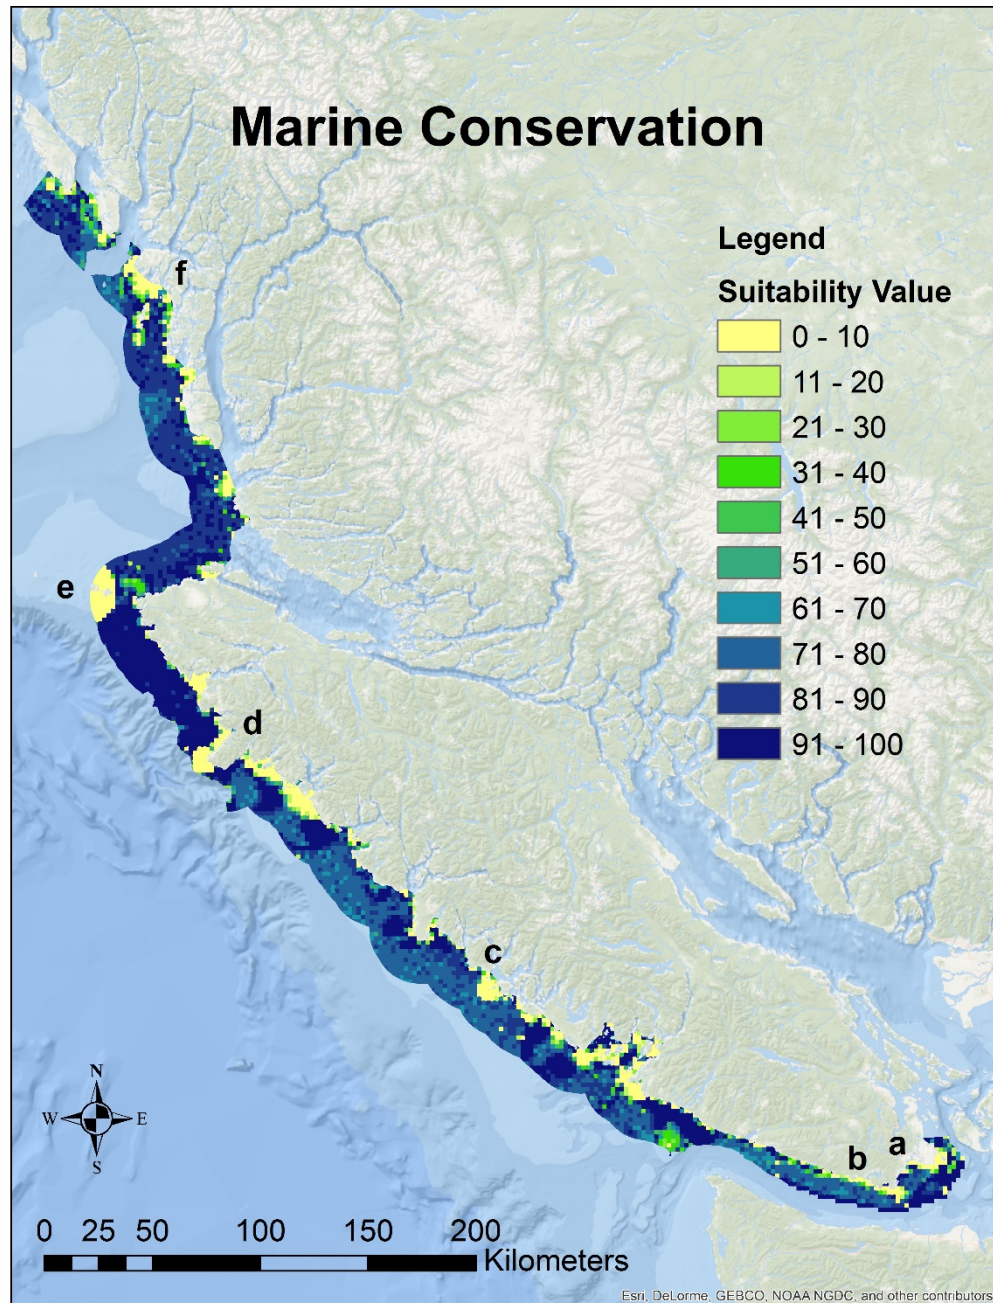 Marine Conservation
f
Legend
Suitability Value
0 - 10
11 - 20
21 - 30
31 - 40
41 - 50
51 - 60
61 - 70
71 - 80
81 - 90
91 - 100
e
d
c
b
a
N
W E
S
0 25 50 100 150 200
Kilometers
Esri, DeLorme, GEBCO, NOAA NGDC, and other contributors